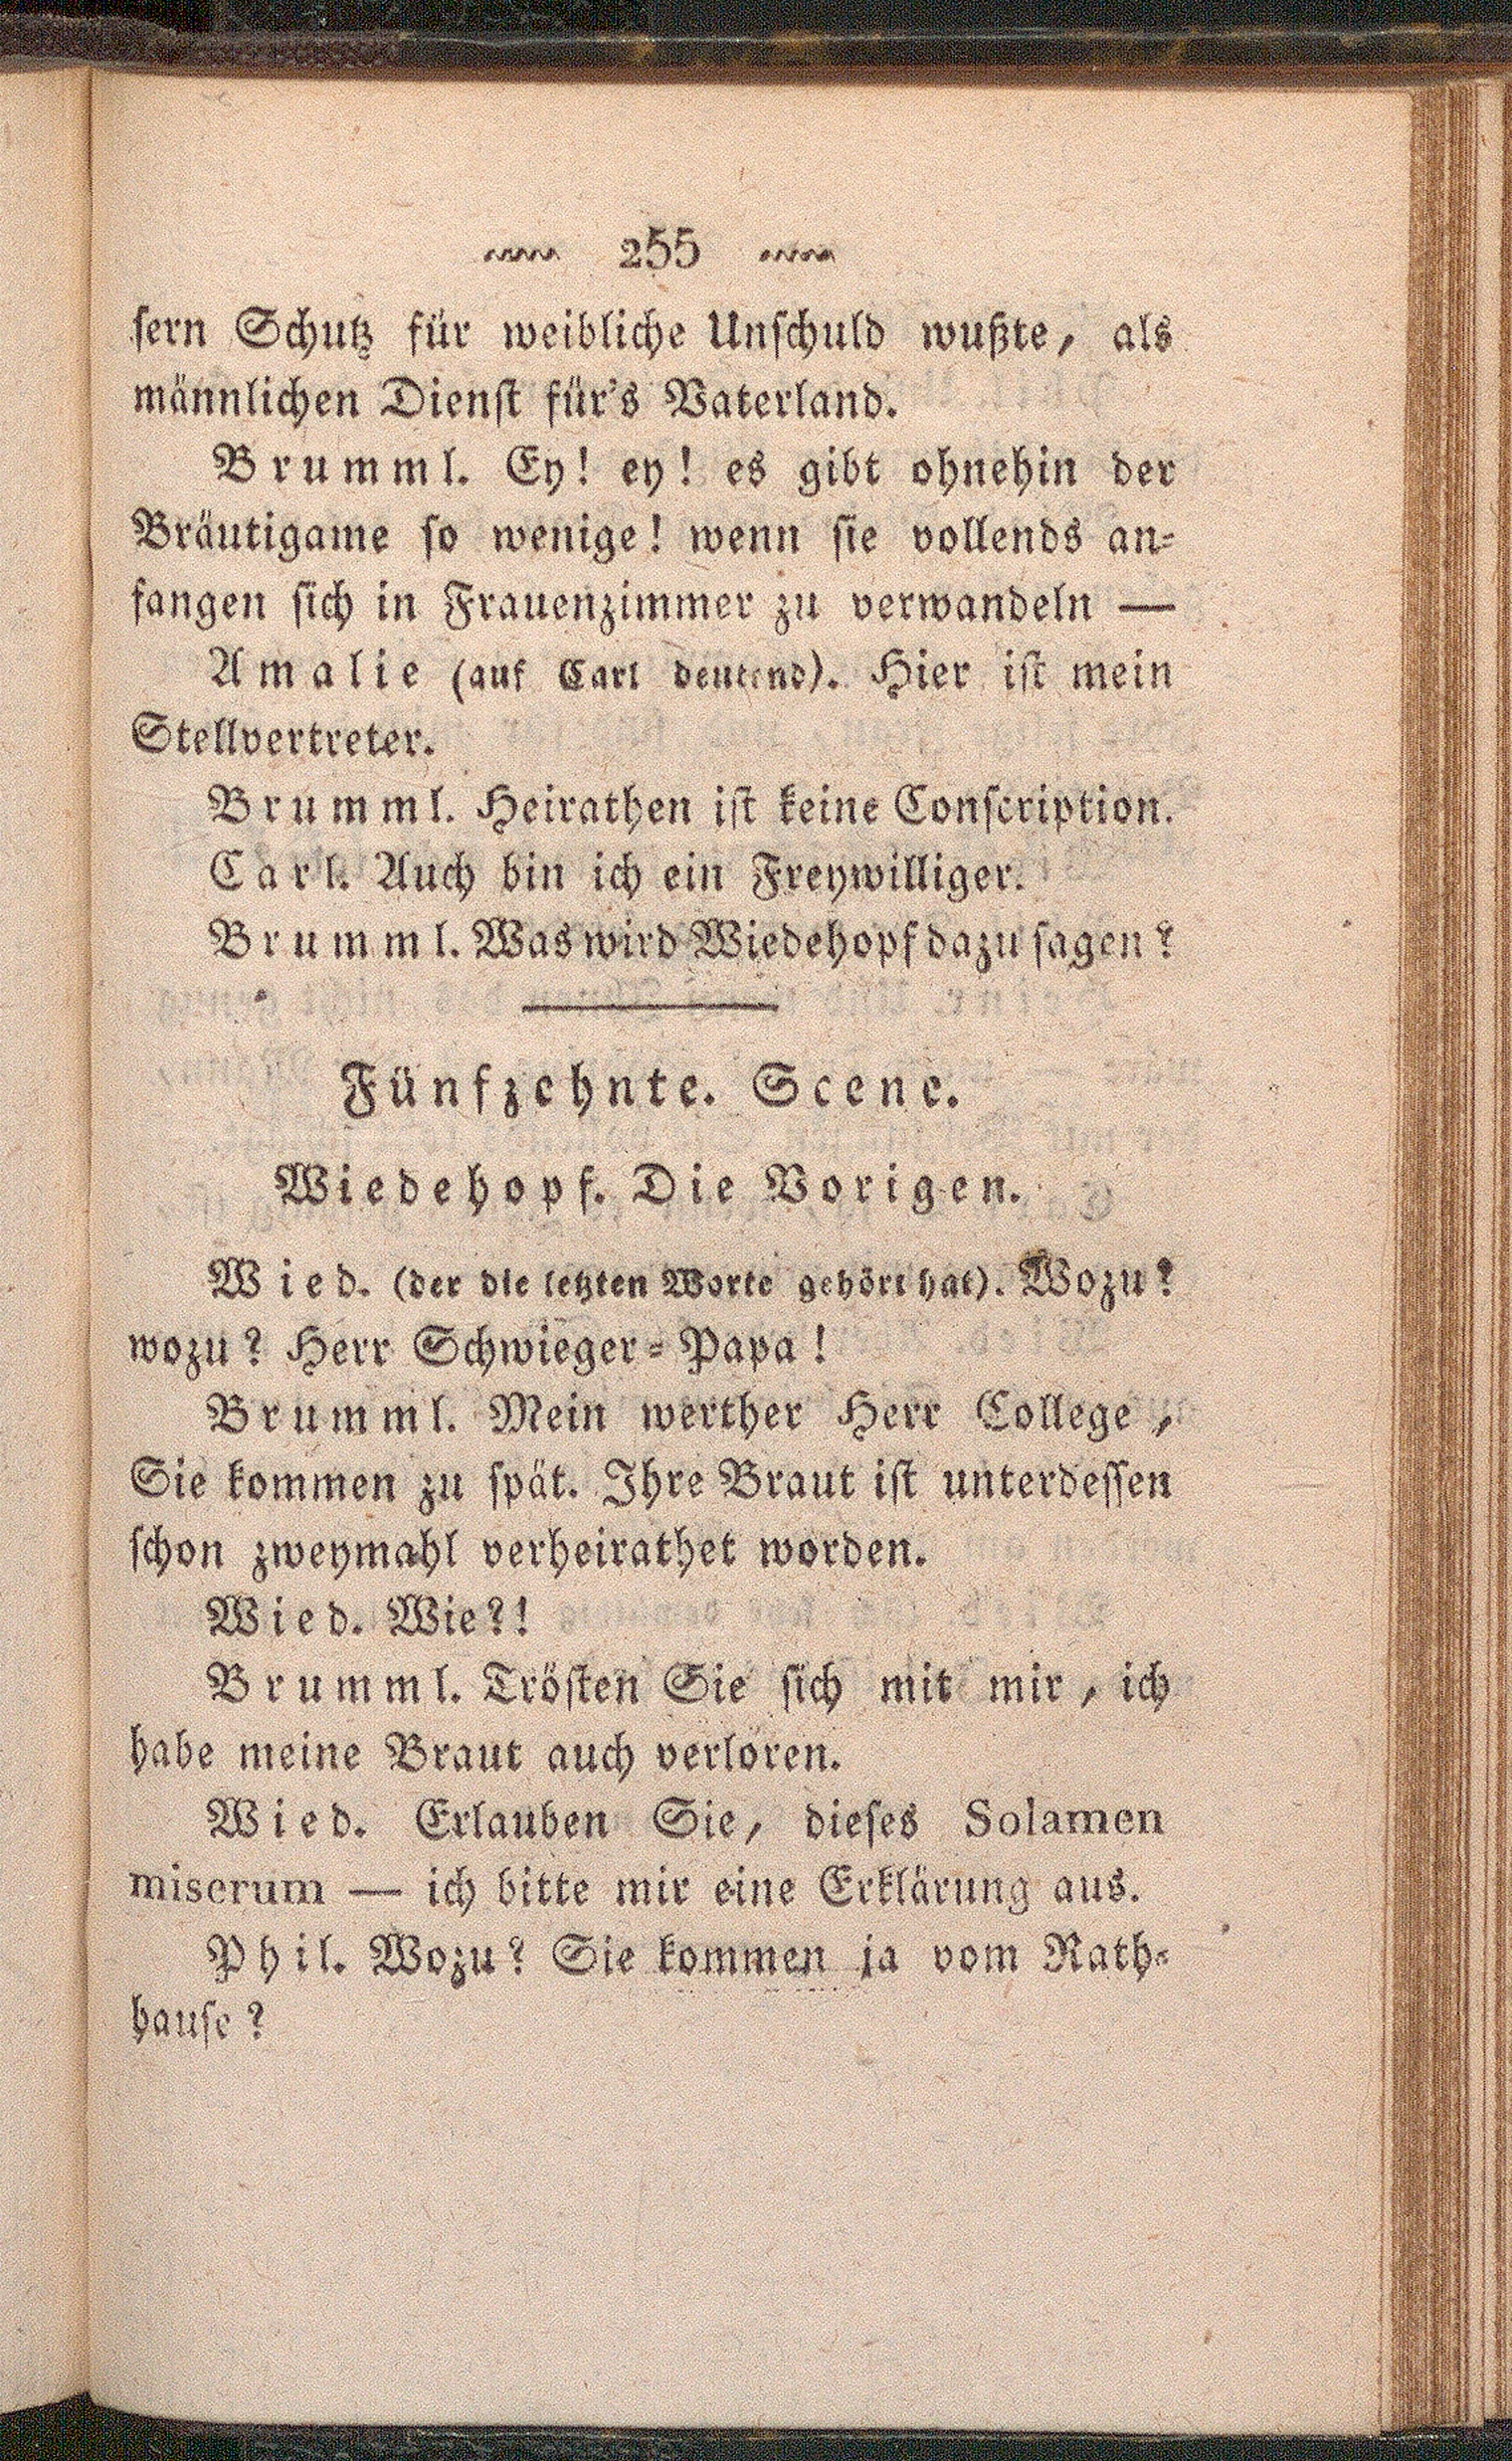 255
sern Schutz für weibliche Unschuld wußte, als
männlichen Dienst für's Vaterland.
Brumml. Ey! ey! es gibt ohnehin der
Bräutigame so wenige! wenn sie vollends an-
fangen sich in Frauenzimmer zu verwandeln —
Amalie (auf Carl deutend). Hier ist mein
Stellvertreter.
Brumml. Heirathen ist keine Conscription.
Carl. Auch bin ich ein Freywilliger.
Brumml. Was wird Wiedehopf dazu sagen?
Fünfzehnte. Scene.
Wiedehopf. Die Vorigen.
Wied. (der die letzten Worte gehört hat). Wozu?
wozu? Herr Schwieger-Papa!
Brumml. Mein werther Herr College,
Sie kommen zu spät. Ihre Braut ist unterdessen
schon zweymahl verheirathet worden.
Wied. Wie?!
Brumml. Trösten Sie sich mit mir, ich
habe meine Braut auch verloren.
Wied. Erlauben Sie, dieses Solamen
miserum — ich bitte mir eine Erklärung aus.
Phil. Wozu? Sie kommen ja vom Rath-
hause?